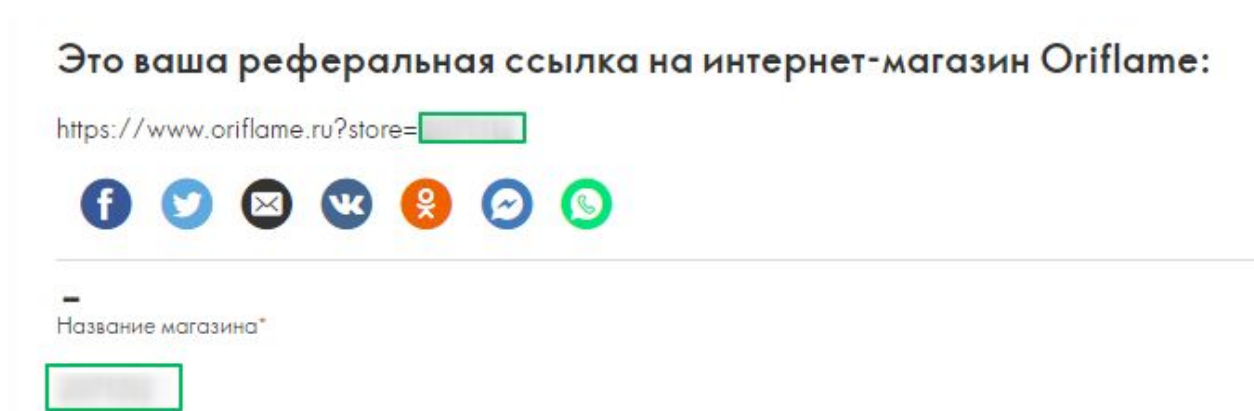 Это ваша реферальная ссылка на интернет-магазин Oriflame:
https://www.oriflame.ru?store=
Название магазина*